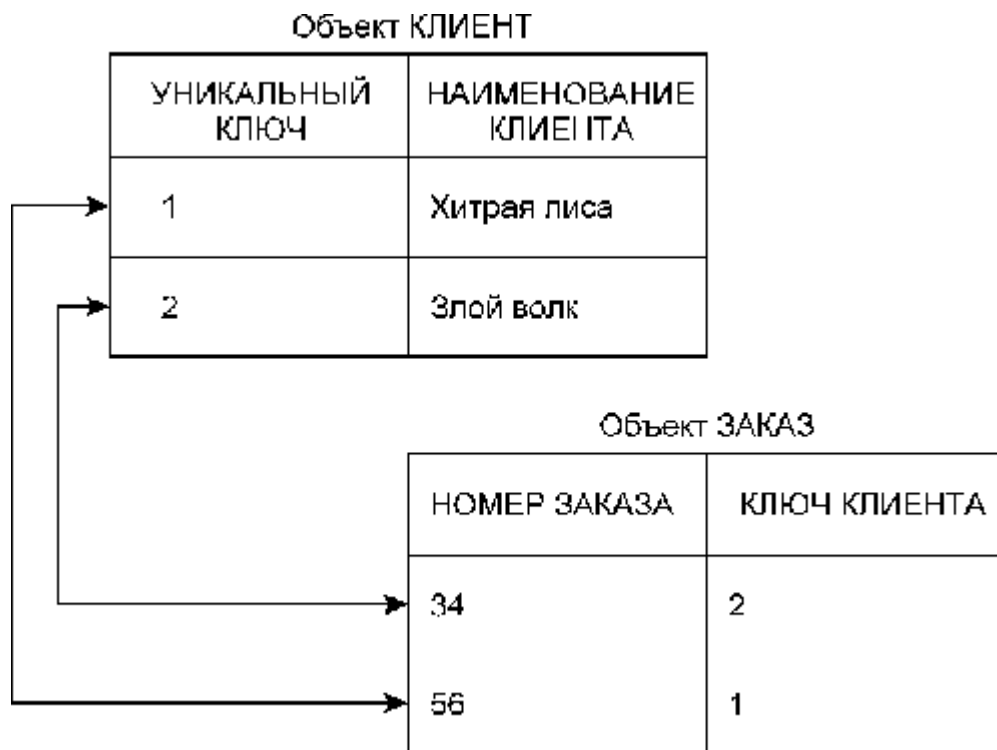 Объект КЛИЕНТ
УНИКАЛЬНЫЙ КЛЮЧ
НАИМЕНОВАНИЕ КЛИЕНТА
1
Хитрая лиса
2
Злой волк
Объект ЗАКАЗ
НОМЕР ЗАКАЗА
КЛЮЧ КЛИЕНТА
34
2
56
1